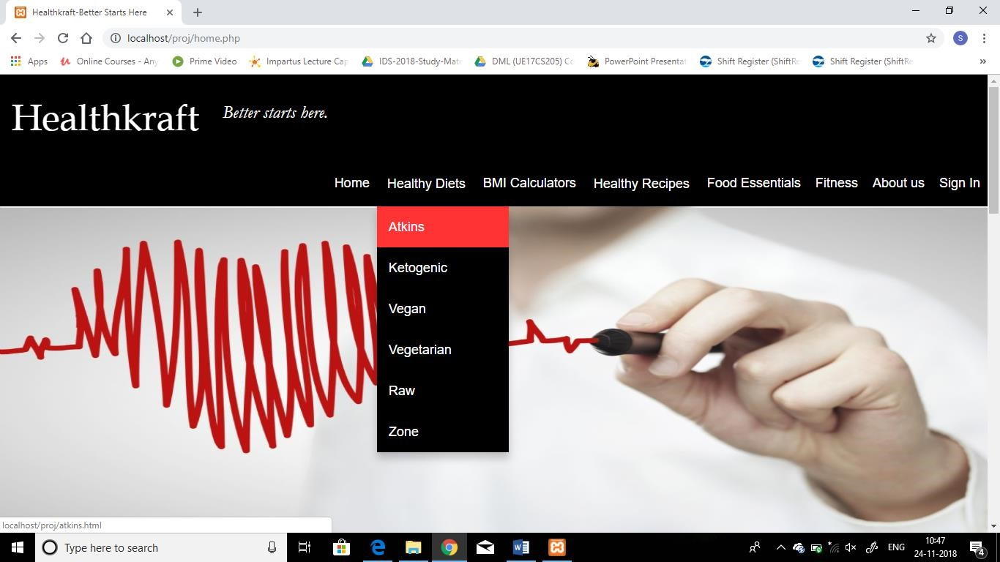 Healthkraft-Better Starts Here
localhost/proj/home.php
S
Apps Online Courses - Any Prime Video Impartus Lecture Cap IDS-2018-Study-Mate DML (UE17CS205) Co PowerPoint Presentat Shift Register (ShiftRe Shift Register (ShiftRe »
Healthkraft Better starts here.
Home Healthy Diets BMI Calculators Healthy Recipes Food Essentials Fitness About us Sign In
Atkins
Ketogenic
Vegan
Vegetarian
Raw
Zone
localhost/proj/atkins.html
Type here to search
ENG
10:47
24-11-2018
4